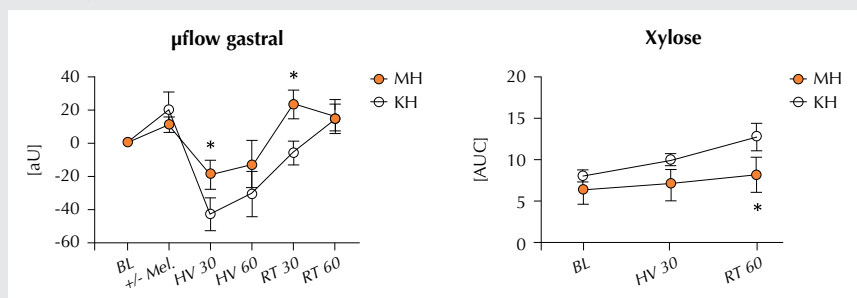 µflow gastral
[aU]
40
20
0
-20
-40
-60
*
*
MH
KH
BL
+/- Mel.
HV 30
HV 60
RT 30
RT 60
Xylose
[AUC]
20
15
10
5
0
*
MH
KH
BL
HV 30
RT 60